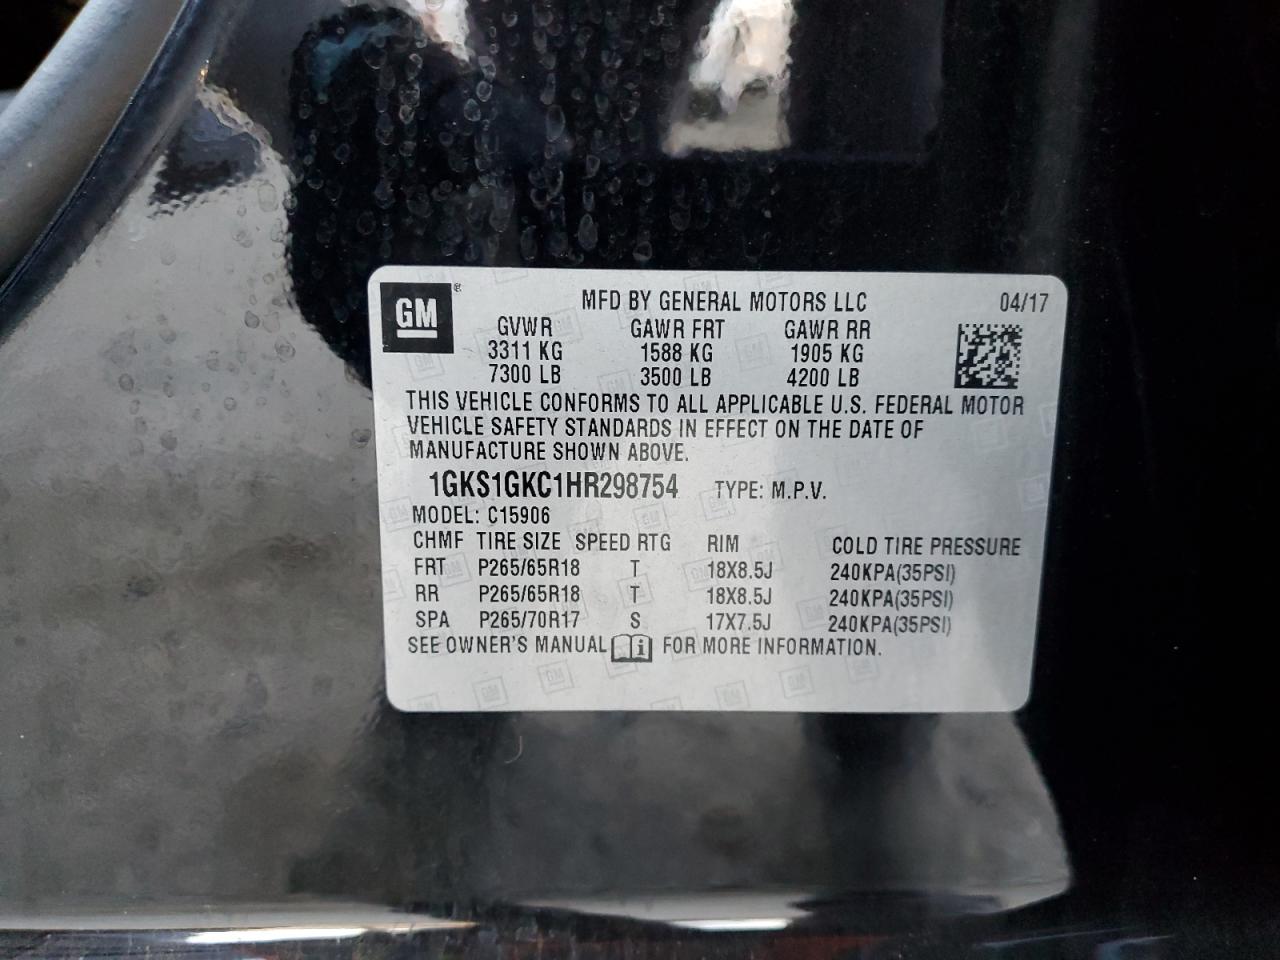 GM ® MFD BY GENERAL MOTORS LLC 04/17
GVWR GAWR FRT GAWR RR
3311 KG 1588 KG 1905 KG
7300 LB 3500 LB 4200 LB
THIS VEHICLE CONFORMS TO ALL APPLICABLE U.S. FEDERAL MOTOR
VEHICLE SAFETY STANDARDS IN EFFECT ON THE DATE OF
MANUFACTURE SHOWN ABOVE.
1GKS1GKC1HR298754 TYPE: M.P.V.
MODEL: C15906
CHMF TIRE SIZE SPEED RTG RIM COLD TIRE PRESSURE
FRT P265/65R18 T 18X8.5J 240KPA(35PSI)
RR P265/65R18 T 18X8.5J 240KPA(35PSI)
SPA P265/70R17 S 17X7.5J 240KPA(35PSI)
SEE OWNER'S MANUAL i FOR MORE INFORMATION.